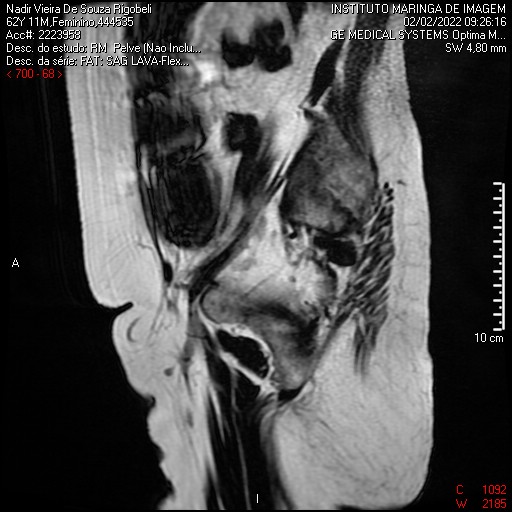 Nadir Vieira De Souza Rigobeli
62Y 11M,Feminiho,444535
Acc#: 2223953
Desc. do estudo: RM Pelve (Nao Inclu...
Desc. da série: FAT: SAG LAVA-Flex...
< 700 - 68 >
INSTITUTO MARINGA DE IMAGEM
02/02/2022 09:26:16
GE MEDICAL SYSTEMS Optima M...
SW 4,80 mm
A
10 cm
I
C 1092
W 2185